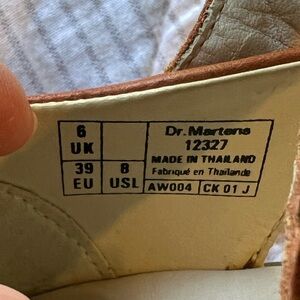 6
UK
39
EU
8
USL
Dr. Martens
12327
MADE IN THAILAND
Fabriqué en Thaïlande
AW004
CK 01 J